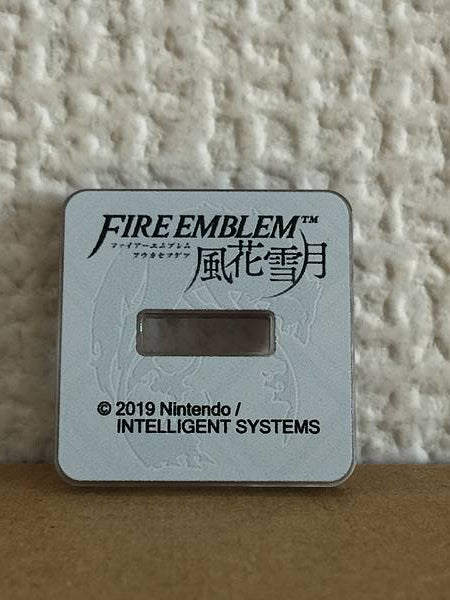 FIRE EMBLEM™
ファイアーエムブレム
フウカセツゲツ
風花雪月
© 2019 Nintendo /
INTELLIGENT SYSTEMS